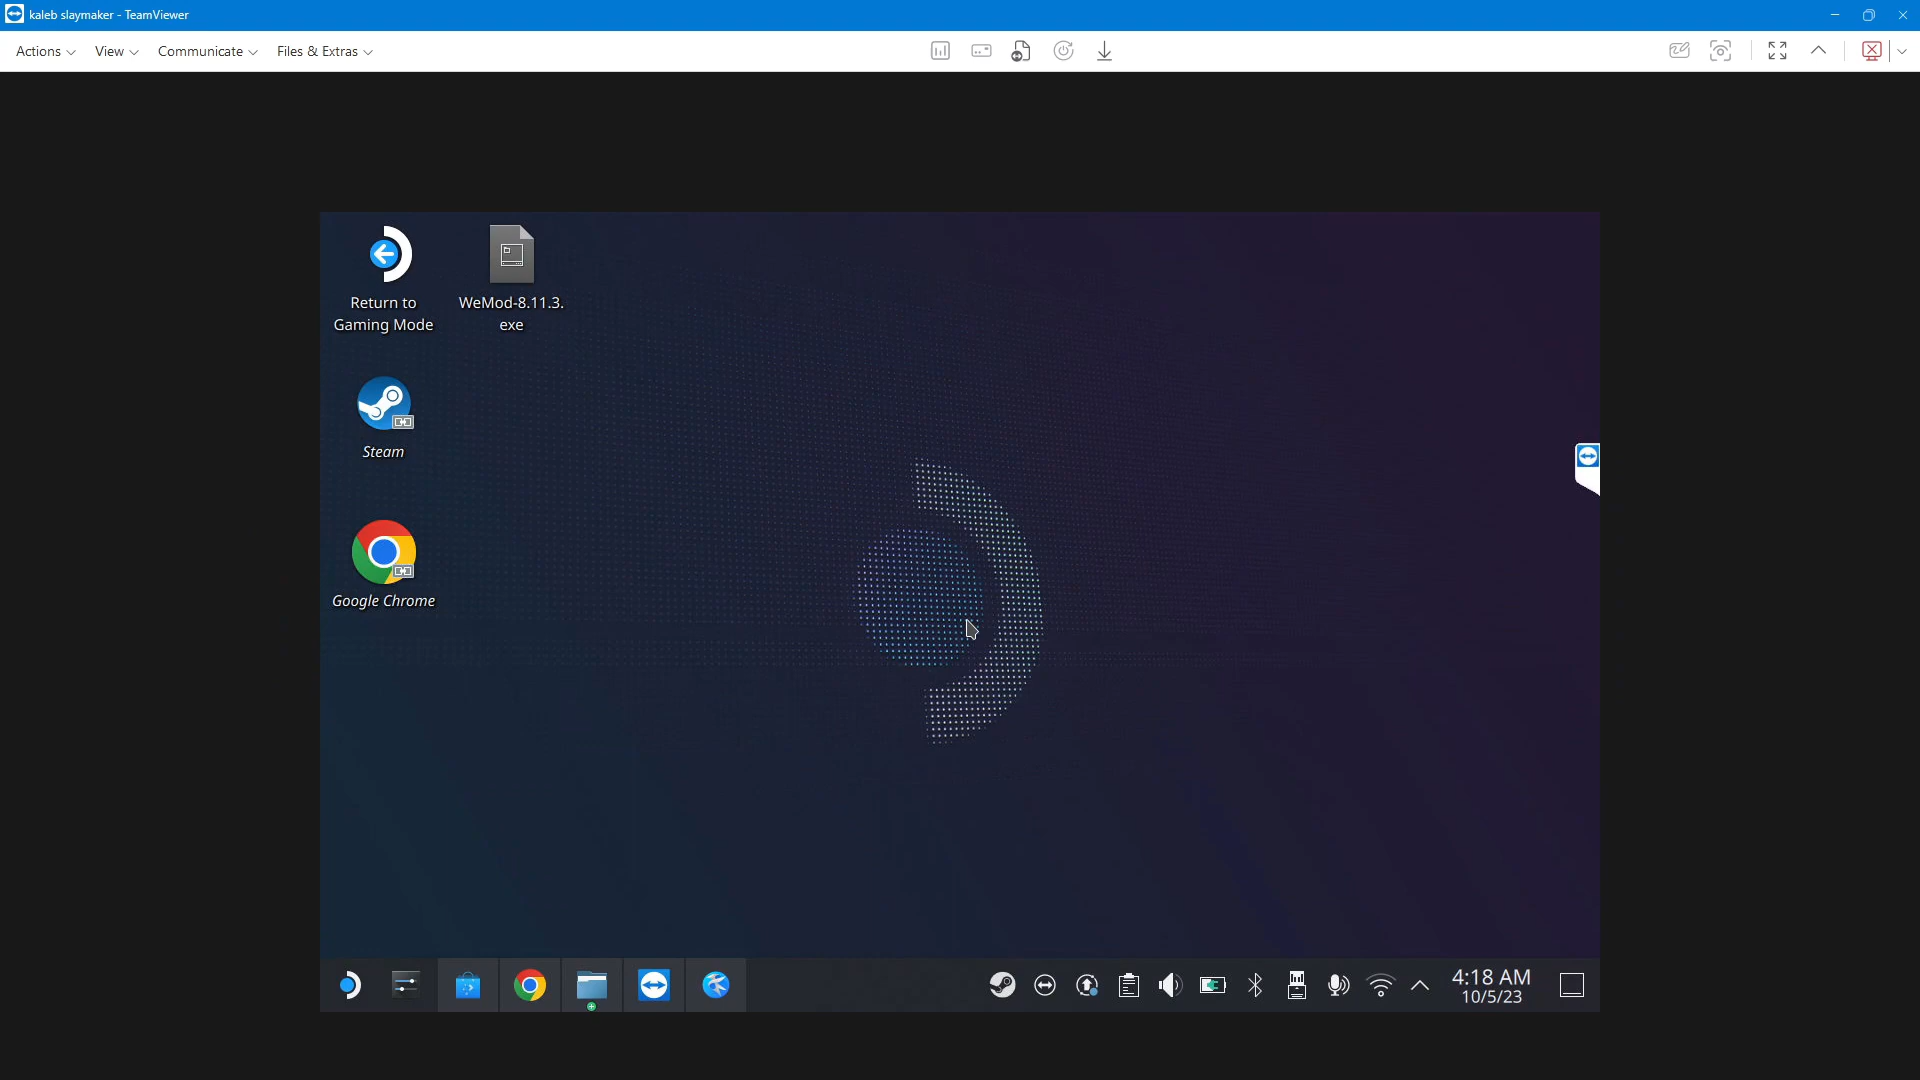 kaleb slaymaker - TeamViewer
Actions
View
Communicate
Files & Extras
Return to
Gaming Mode
WeMod-8.11.3.
exe
Steam
Google Chrome
4:18 AM
10/5/23